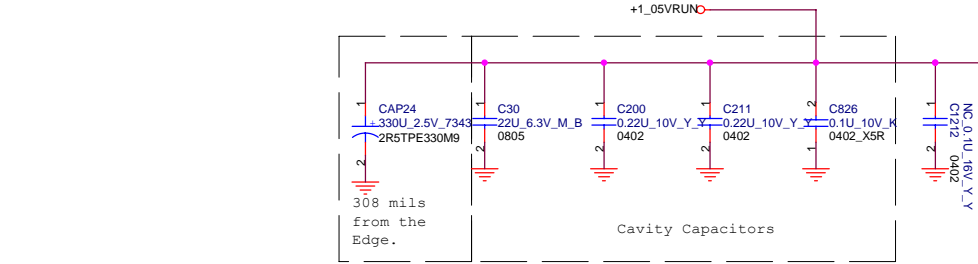 +1_05VRUN
1
CAP24
330U_2.5V_7343
2R5TPE330M9
2
1
C30
22U_6.3V_M_B
0805
2
1
C200
0.22U_10V_Y_Y
0402
2
1
C211
0.22U_10V_Y_Y
0402
2
2
C826
0.1U_10V_K
0402_X5R
1
1
C1212
NC_0.1U_16V_Y_Y
0402
2
308 mils
from the
Edge.
Cavity Capacitors